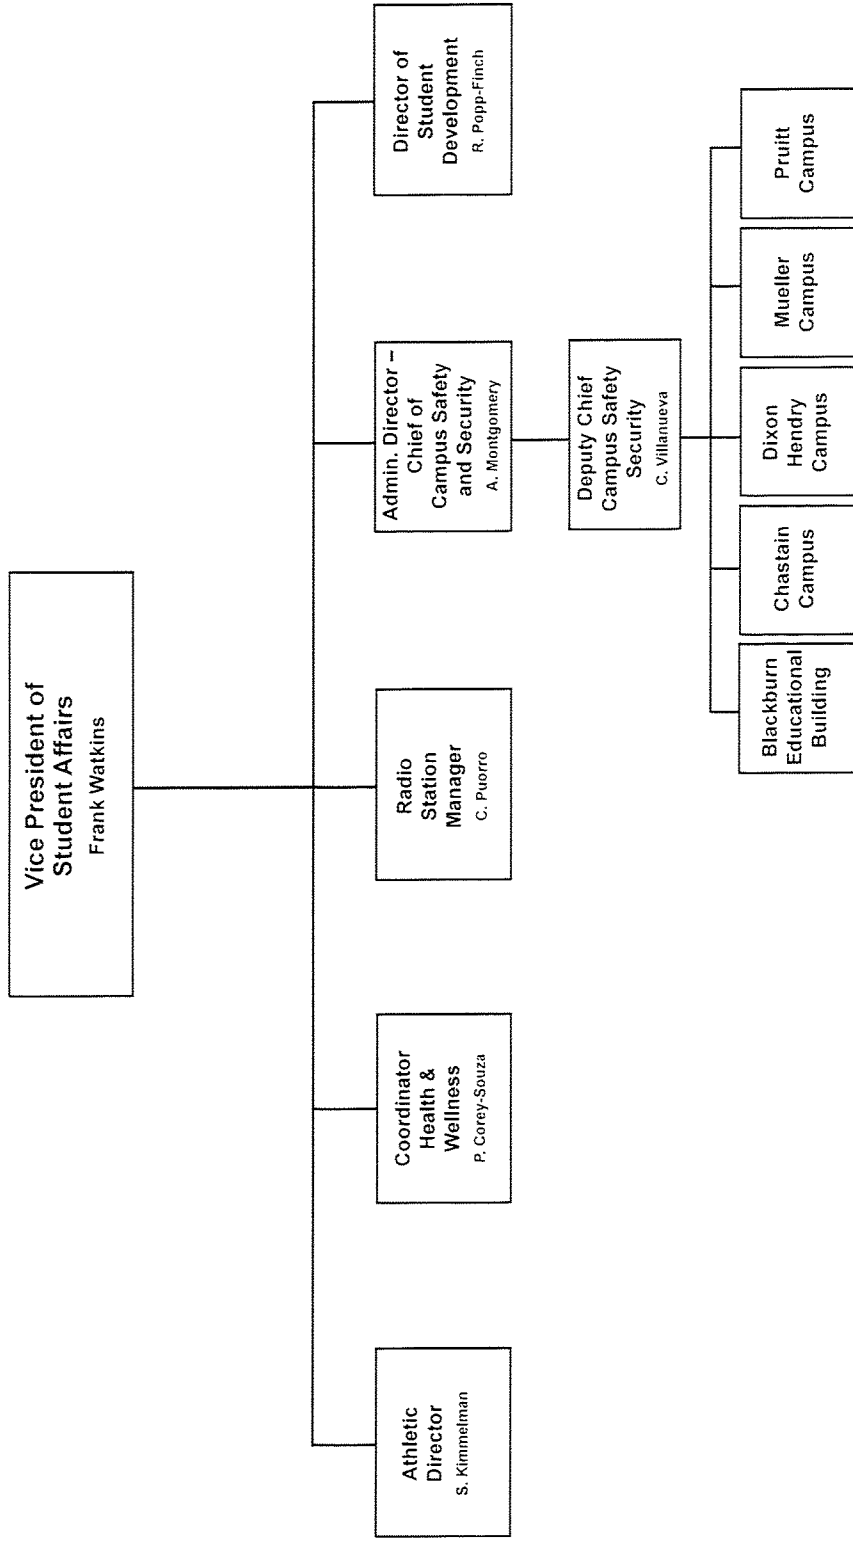 Vice President of
Student Affairs
Frank Watkins
Athletic
Director
S. Kimmelman
Coordinator
Health &
Wellness
P. Corey-Souza
Radio
Station
Manager
C. Puorro
Admin. Director –
Chief of
Campus Safety
and Security
A. Montgomery
Director of
Student
Development
R. Popp-Finch
Deputy Chief
Campus Safety
Security
C. Villanueva
Blackburn
Educational
Building
Chastain
Campus
Dixon
Hendry
Campus
Mueller
Campus
Pruitt
Campus